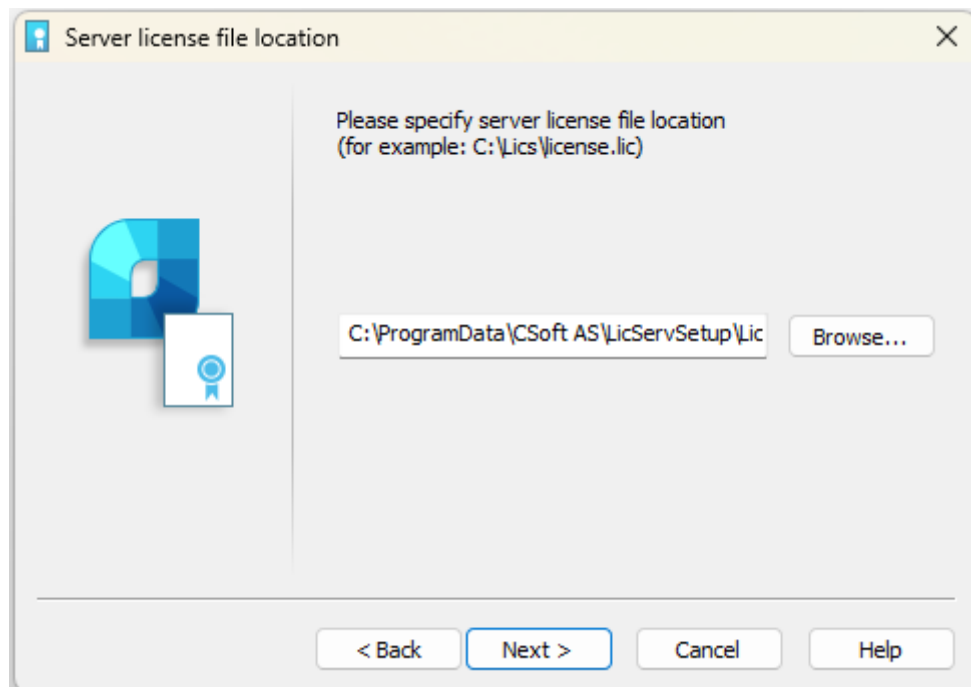 Server license file location
Please specify server license file location
(for example: C:\Lics\license.lic)
C:\ProgramData\CSoft AS\LicServSetup\Lic
Browse...
< Back
Next >
Cancel
Help